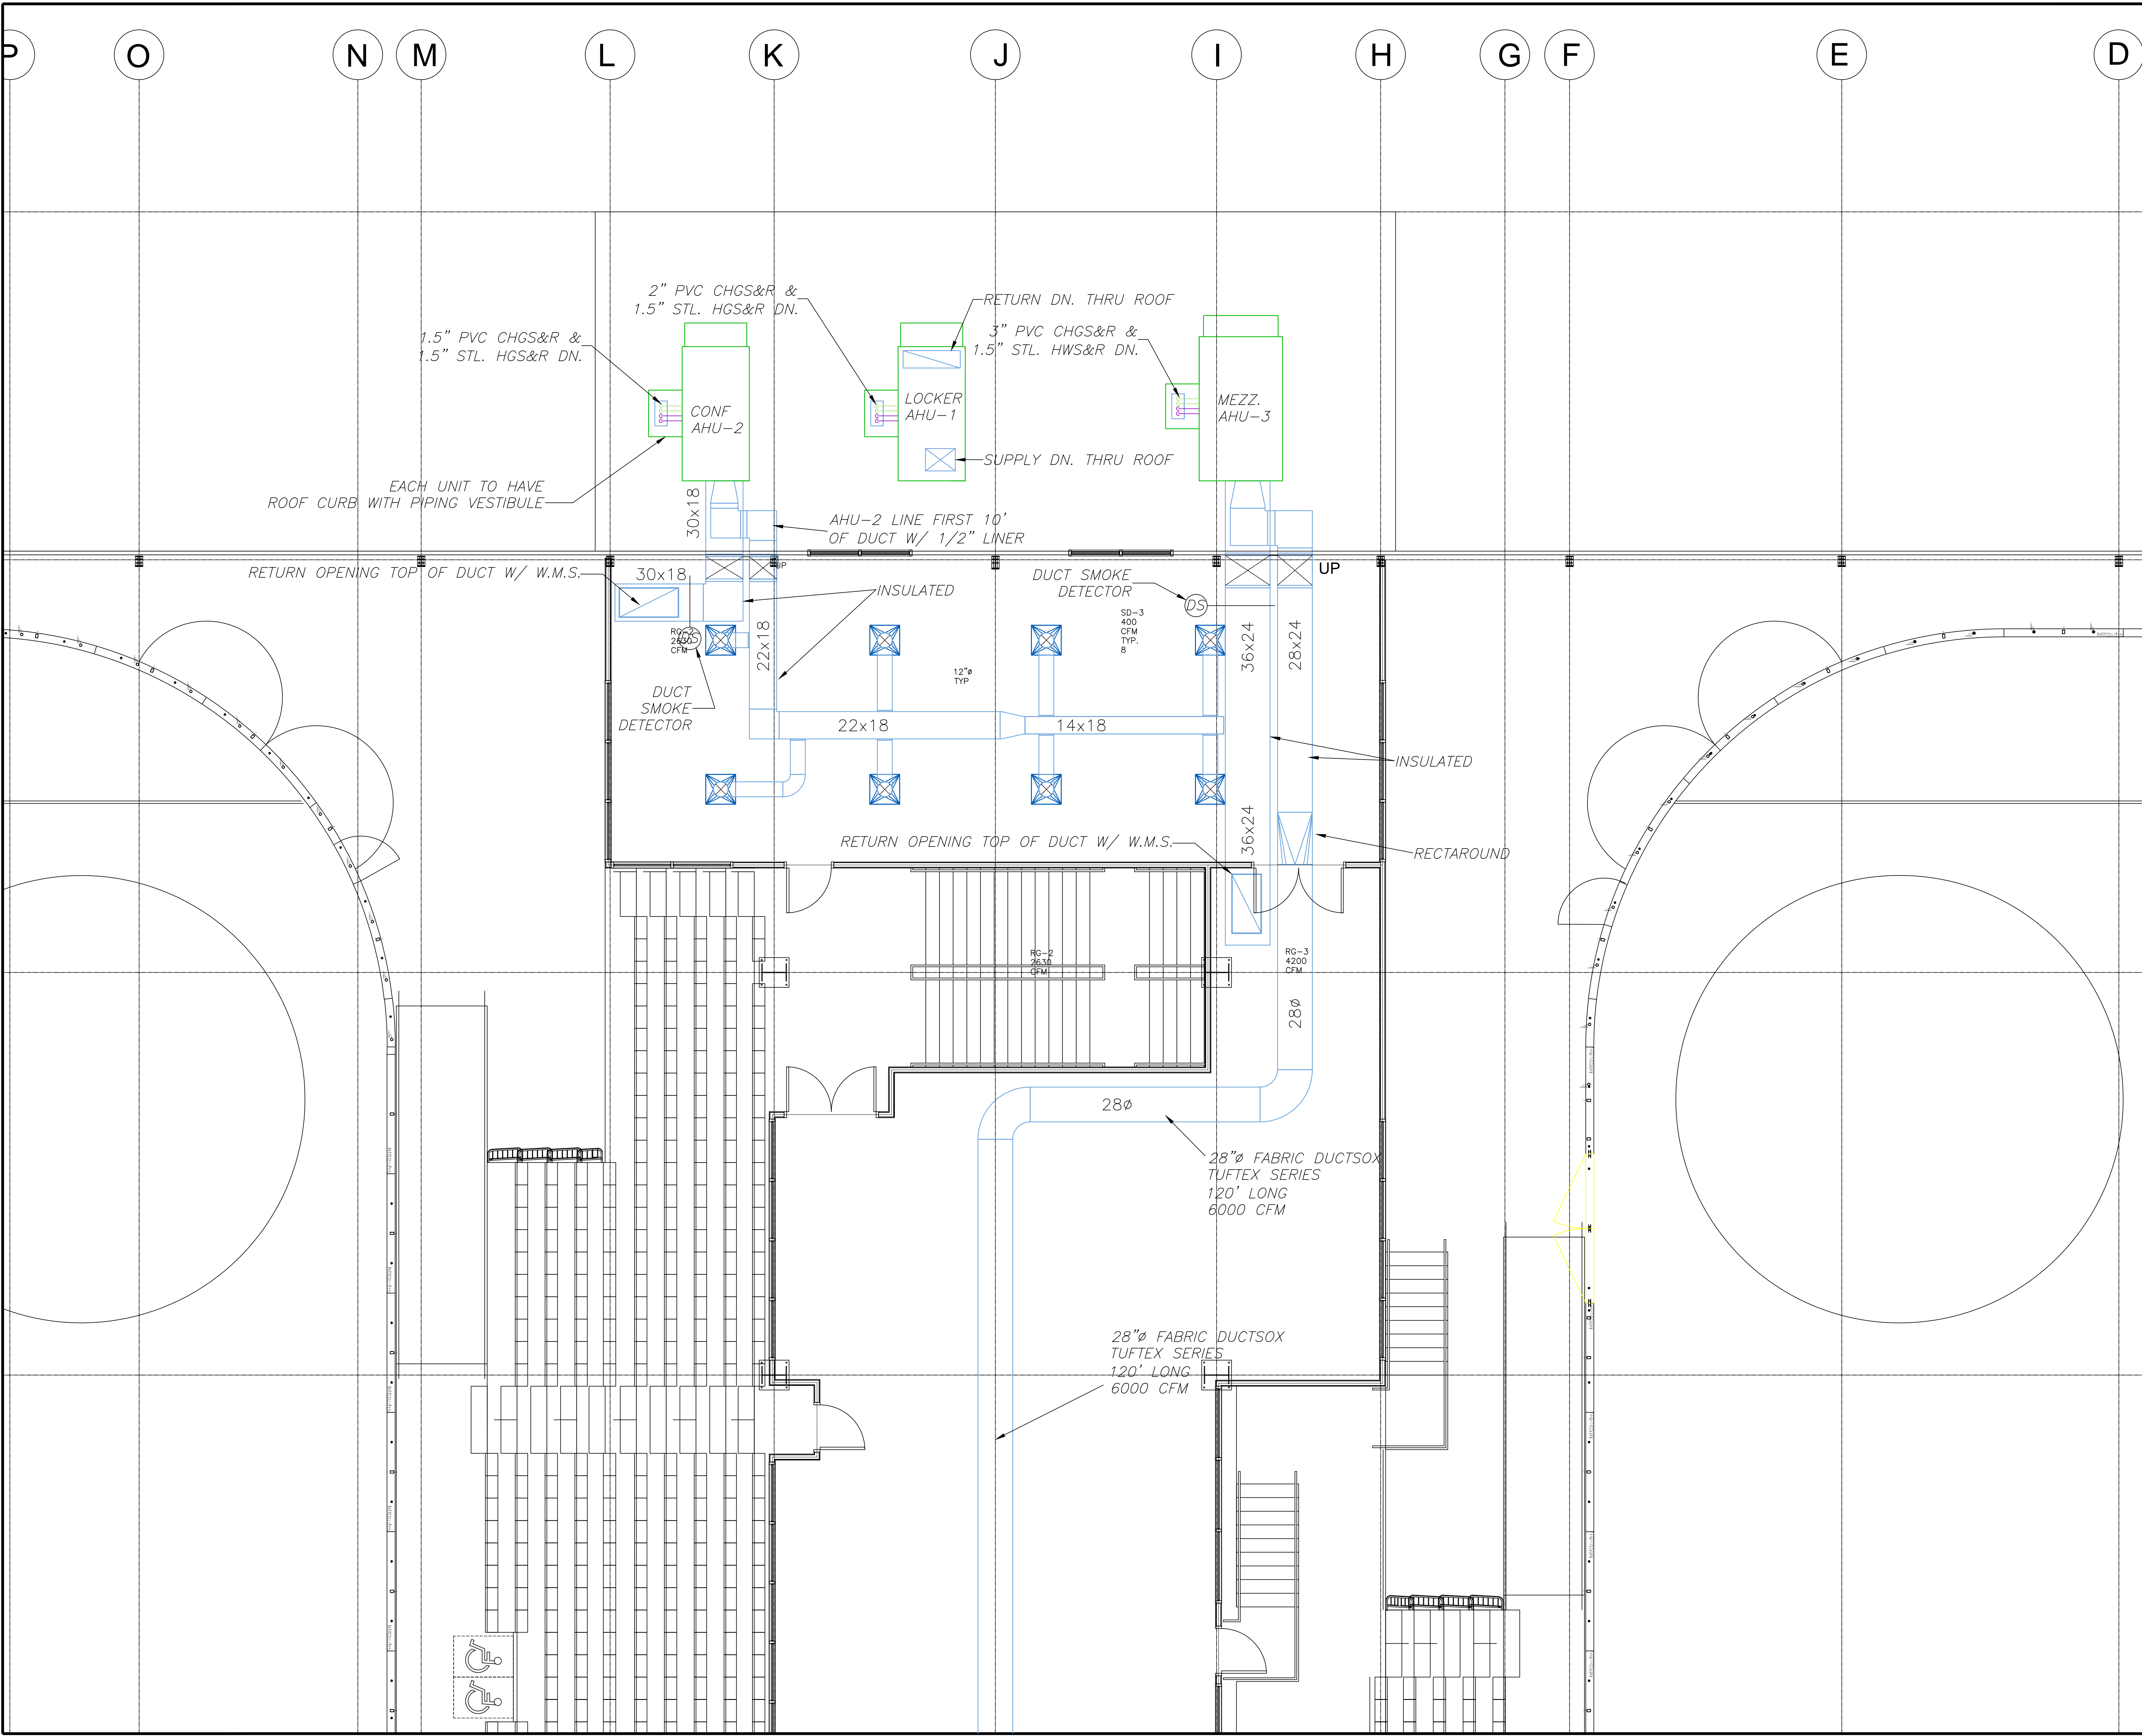 P O N M L K J I H G F E D
2” PVC CHGS&R &
1.5” STL. HGS&R DN.
RETURN DN. THRU ROOF
1.5” PVC CHGS&R &
1.5” STL. HGS&R DN.
3” PVC CHGS&R &
1.5” STL. HWS&R DN.
CONF
AHU-2
LOCKER
AHU-1
MEZZ.
AHU-3
SUPPLY DN. THRU ROOF
EACH UNIT TO HAVE
ROOF CURB WITH PIPING VESTIBULE
30x18
AHU-2 LINE FIRST 10’
OF DUCT W/ 1/2” LINER
RETURN OPENING TOP OF DUCT W/ W.M.S.
30x18
UP
UP
DUCT SMOKE
DETECTOR
DS
INSULATED
SD-3
400
CFM
TYP.
8
RG-2
2630
CFM
DS
22x18
36x24
28x24
12”ø
TYP
DUCT
SMOKE
DETECTOR
22x18
14x18
INSULATED
36x24
RETURN OPENING TOP OF DUCT W/ W.M.S.
RECTAROUND
RG-2
2630
CFM
RG-3
4200
CFM
28ø
28ø
28”ø FABRIC DUCTSOX
TUFTEX SERIES
120’ LONG
6000 CFM
28”ø FABRIC DUCTSOX
TUFTEX SERIES
120’ LONG
6000 CFM